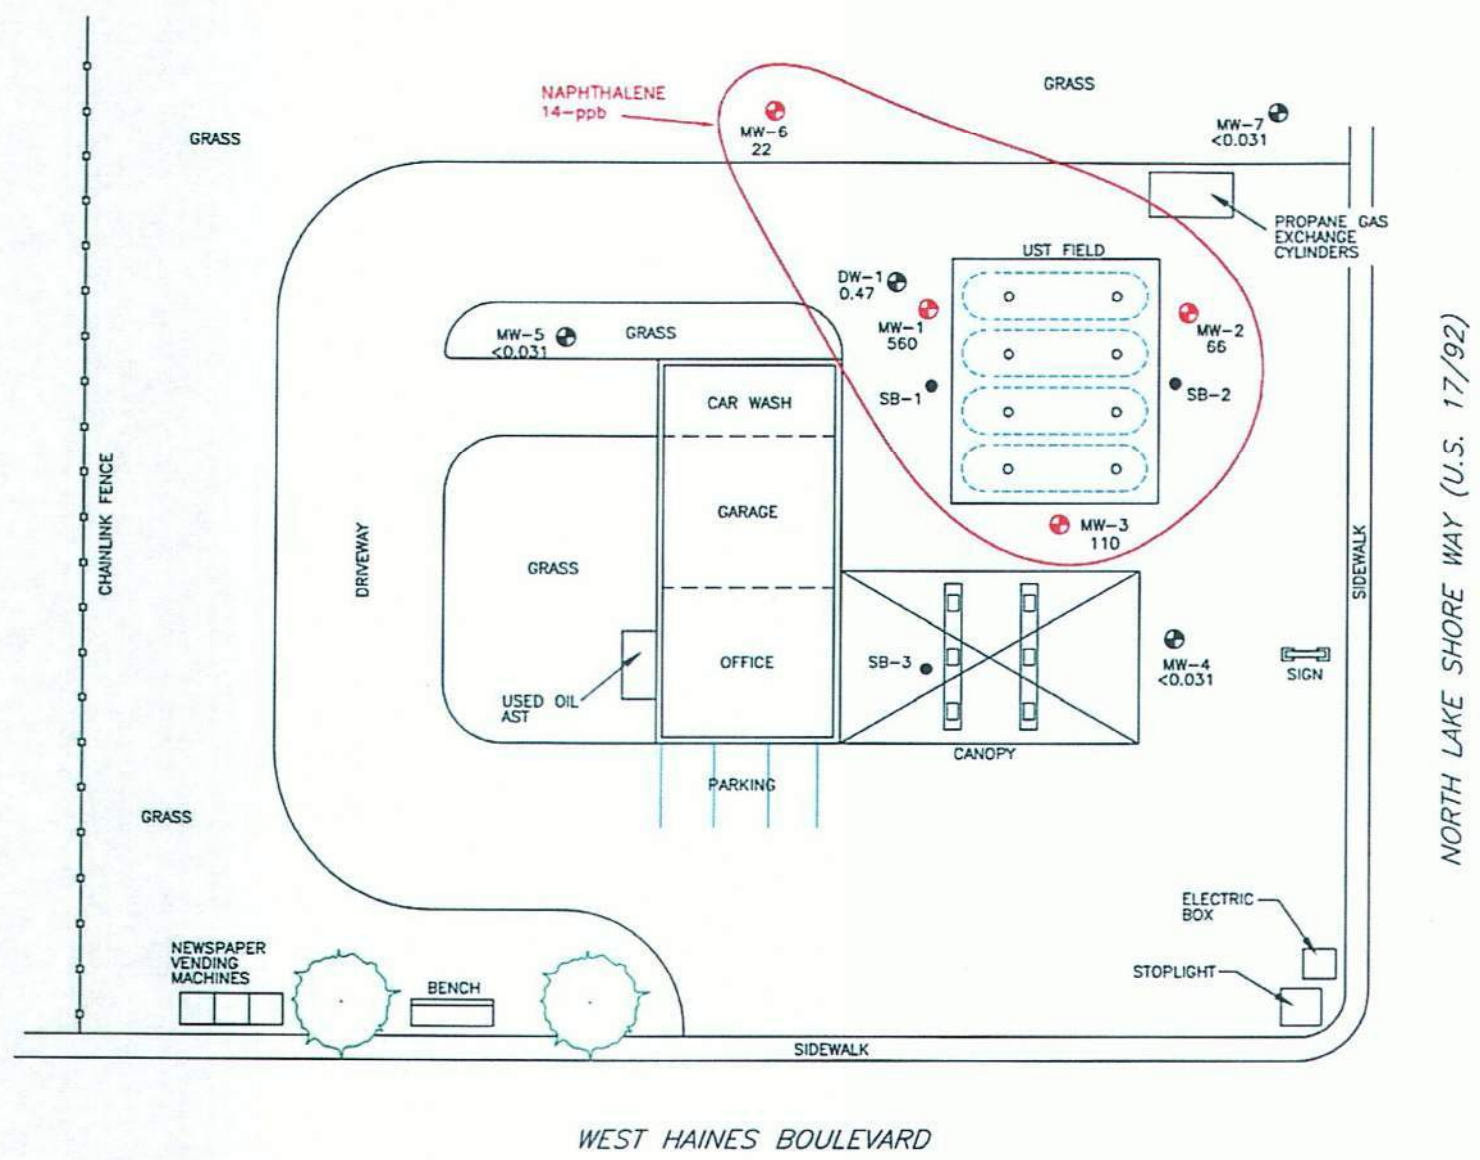 NAPHTHALENE
14-ppb
GRASS
MW-6
22
MW-7
<0.031
GRASS
PROPANE GAS
EXCHANGE
CYLINDERS
UST FIELD
DW-1
0.47
MW-1
560
MW-2
66
MW-5
<0.031
GRASS
SB-1
SB-2
CAR WASH
GARAGE
MW-3
110
CHAINLINK FENCE
DRIVEWAY
GRASS
SIDEWALK
NORTH LAKE SHORE WAY (U.S. 17/92)
OFFICE
SB-3
MW-4
<0.031
SIGN
USED OIL
AST
CANOPY
PARKING
GRASS
ELECTRIC
BOX
STOPLIGHT
NEWSPAPER
VENDING
MACHINES
BENCH
SIDEWALK
WEST HAINES BOULEVARD